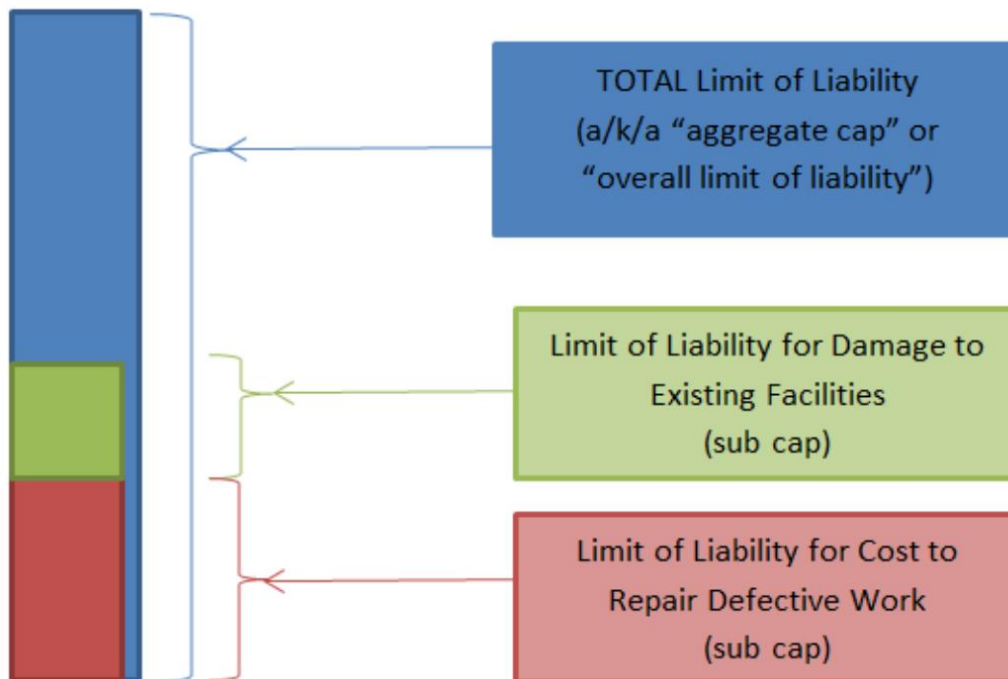 TOTAL Limit of Liability
(a/k/a “aggregate cap” or
“overall limit of liability”)
Limit of Liability for Damage to
Existing Facilities
(sub cap)
Limit of Liability for Cost to
Repair Defective Work
(sub cap)